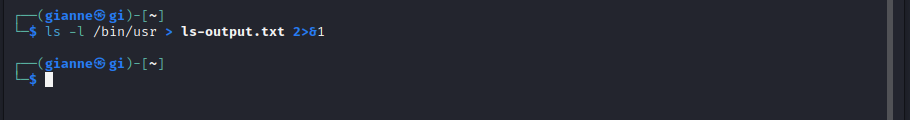 ┌──(gianne㉿gi)-[~]
└─$ ls -l /bin/usr > ls-output.txt 2>&1
┌──(gianne㉿gi)-[~]
└─$